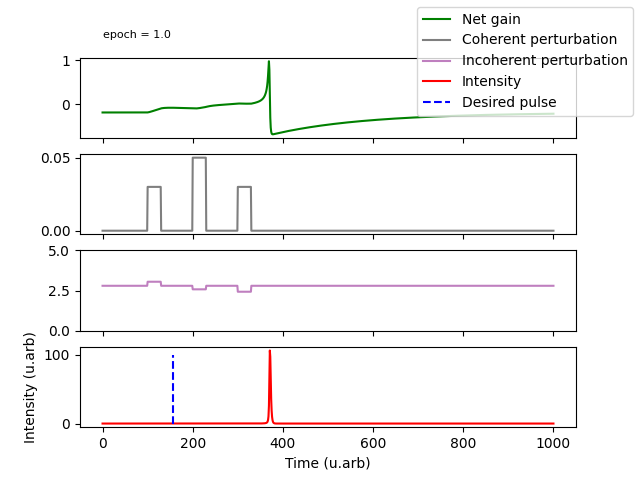 epoch = 1.0
Net gain
Coherent perturbation
Incoherent perturbation
Intensity
Desired pulse
1
0
0.05
0.00
5.0
2.5
0.0
100
0
Intensity (u.arb)
0 200 400 600 800 1000
Time (u.arb)